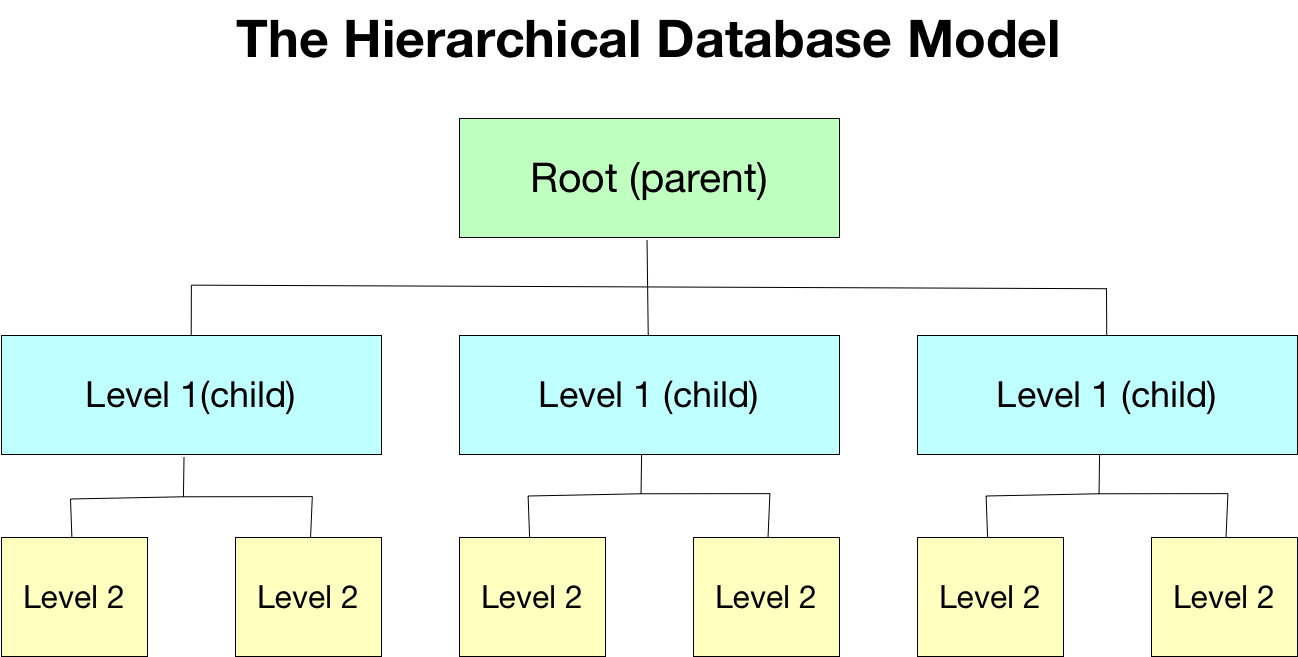 The Hierarchical Database Model
Root (parent)
Level 1(child)
Level 1 (child)
Level 1 (child)
Level 2
Level 2
Level 2
Level 2
Level 2
Level 2